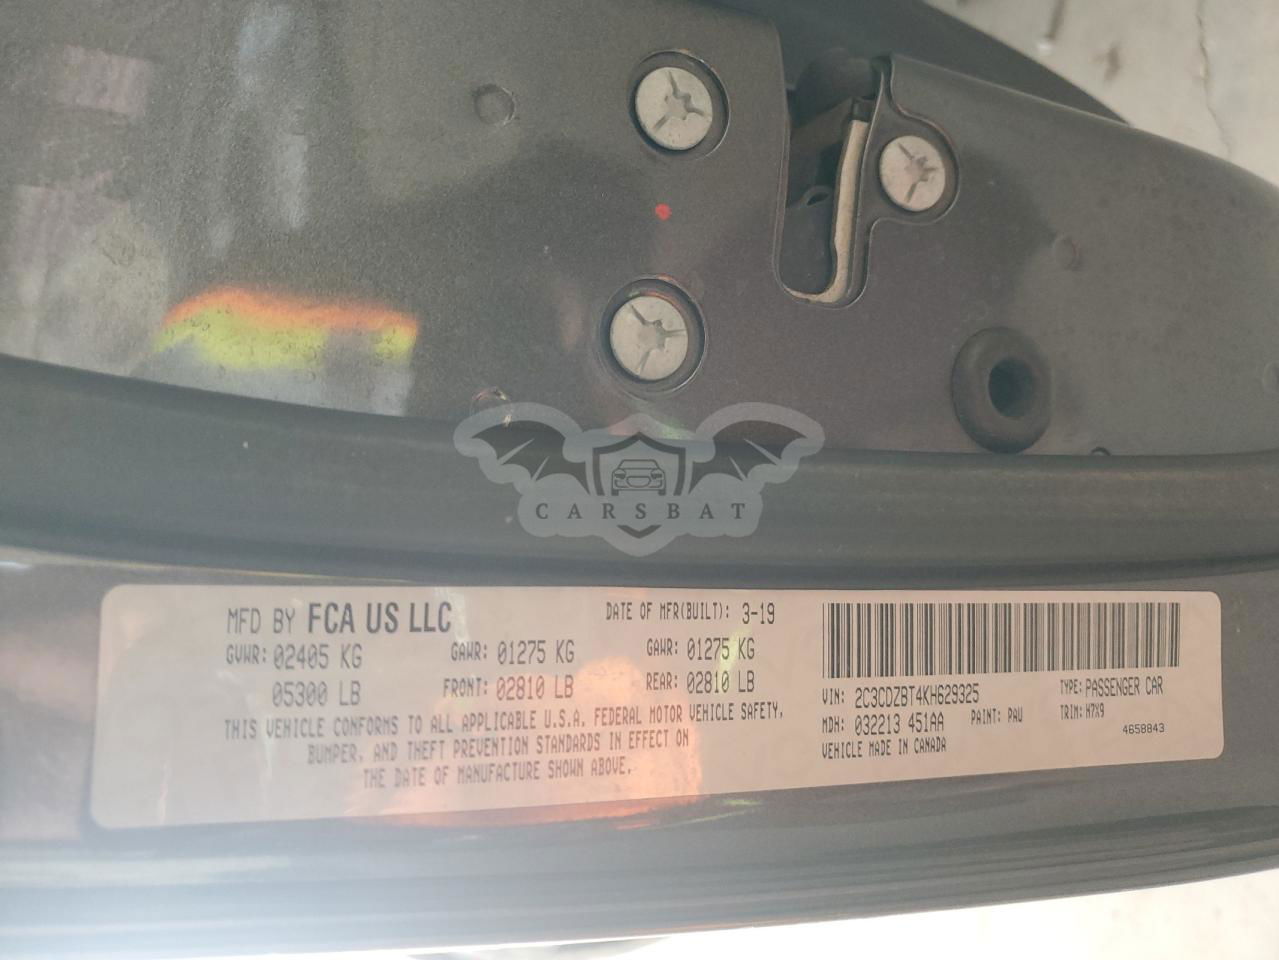 CARSBAT
MFD BY FCA US LLC
DATE OF MFR(BUILT): 3-19
GVWR: 02405 KG
GAWR: 01275 KG
GAWR: 01275 KG
05300 LB
FRONT: 02810 LB
REAR: 02810 LB
THIS VEHICLE CONFORMS TO ALL APPLICABLE U.S.A. FEDERAL MOTOR VEHICLE SAFETY,
BUMPER, AND THEFT PREVENTION STANDARDS IN EFFECT ON
THE DATE OF MANUFACTURE SHOWN ABOVE.
VIN: 2C3CDZBT4KH629325
TYPE: PASSENGER CAR
MDH: 032213 451AA
PAINT: PAU
TRIM: H7X9
VEHICLE MADE IN CANADA
4658843